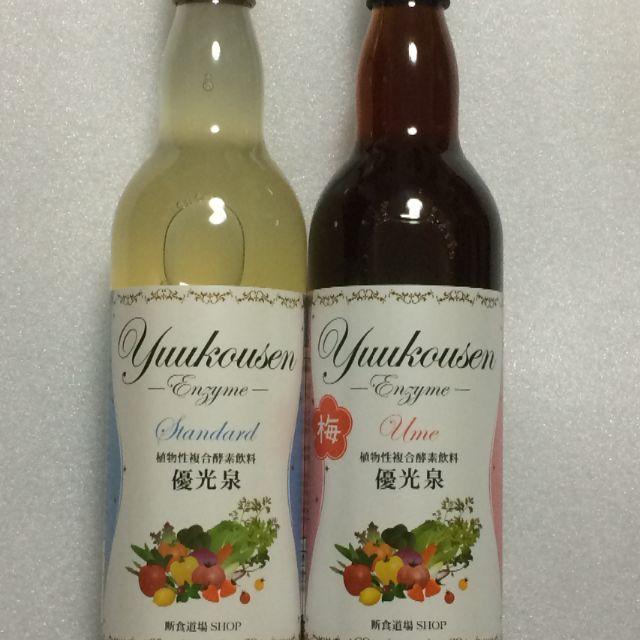 Yuukousen
Enzyme
Standard
植物性複合酵素飲料
優光泉
断食道場 SHOP
Yuukousen
Enzyme
梅
Ume
植物性複合酵素飲料
優光泉
断食道場 SHOP